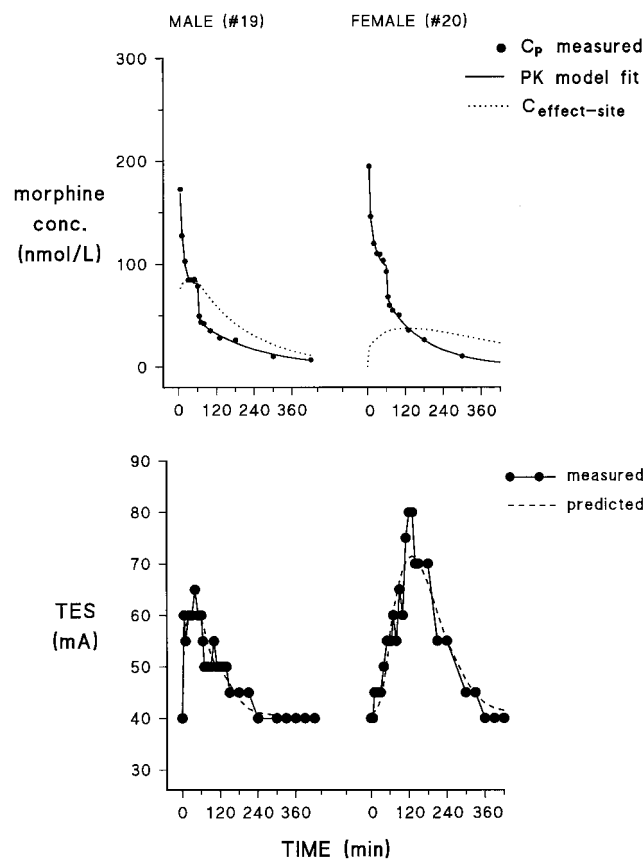 MALE (#19)
FEMALE (#20)
Cp measured
PK model fit
Ceffect-site
morphine
conc.
(nmol/L)
300
200
100
0
0 120 240 360
0 120 240 360
measured
predicted
TES
(mA)
90
80
70
60
50
40
30
0 120 240 360
0 120 240 360
TIME (min)